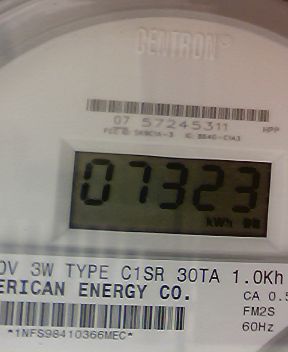 CENTRON®
07 57245311 HPP
07323
kWh
0V 3W TYPE C1SR 30TA 1.0Kh
ERICAN ENERGY CO. CA 0.5
FM2S
*1NFS98410366MEC* 60Hz